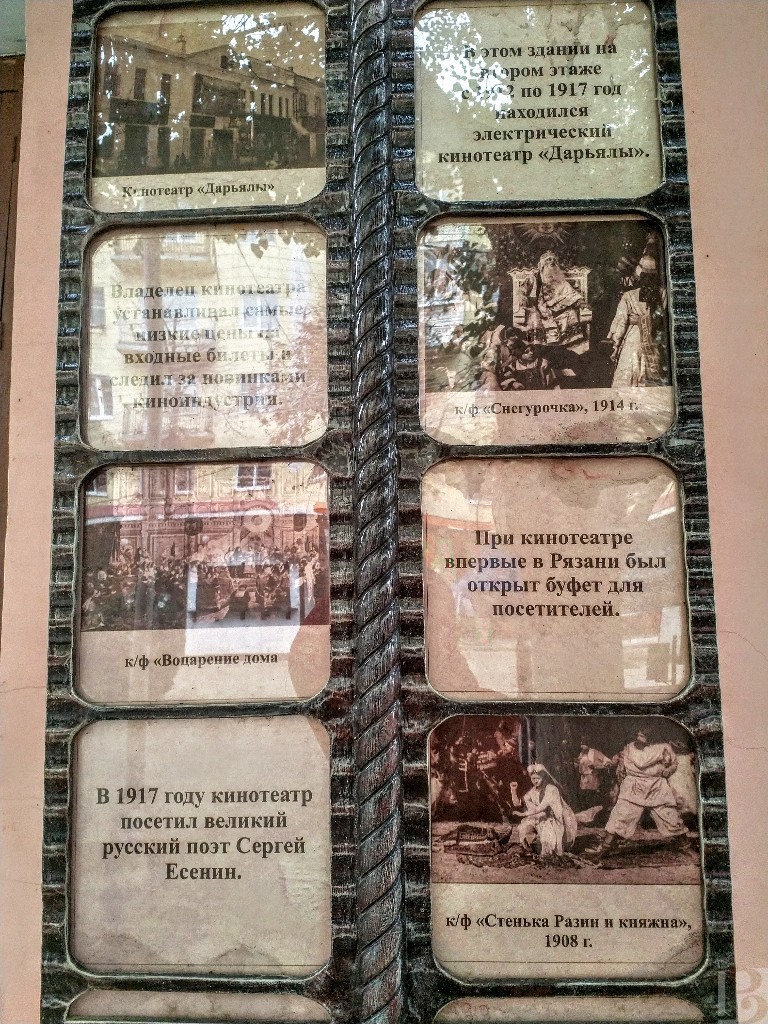 Кинотеатр «Дарьялы»
В этом здании на
втором этаже
с 1912 по 1917 год
находился
электрический
кинотеатр «Дарьялы».
Владелец кинотеатра
устанавливал самые
низкие цены на
входные билеты и
следил за новинками
киноиндустрии.
к/ф «Снегурочка», 1914 г.
к/ф «Воцарение дома
При кинотеатре
впервые в Рязани был
открыт буфет для
посетителей.
В 1917 году кинотеатр
посетил великий
русский поэт Сергей
Есенин.
к/ф «Стенька Разин и княжна»,
1908 г.